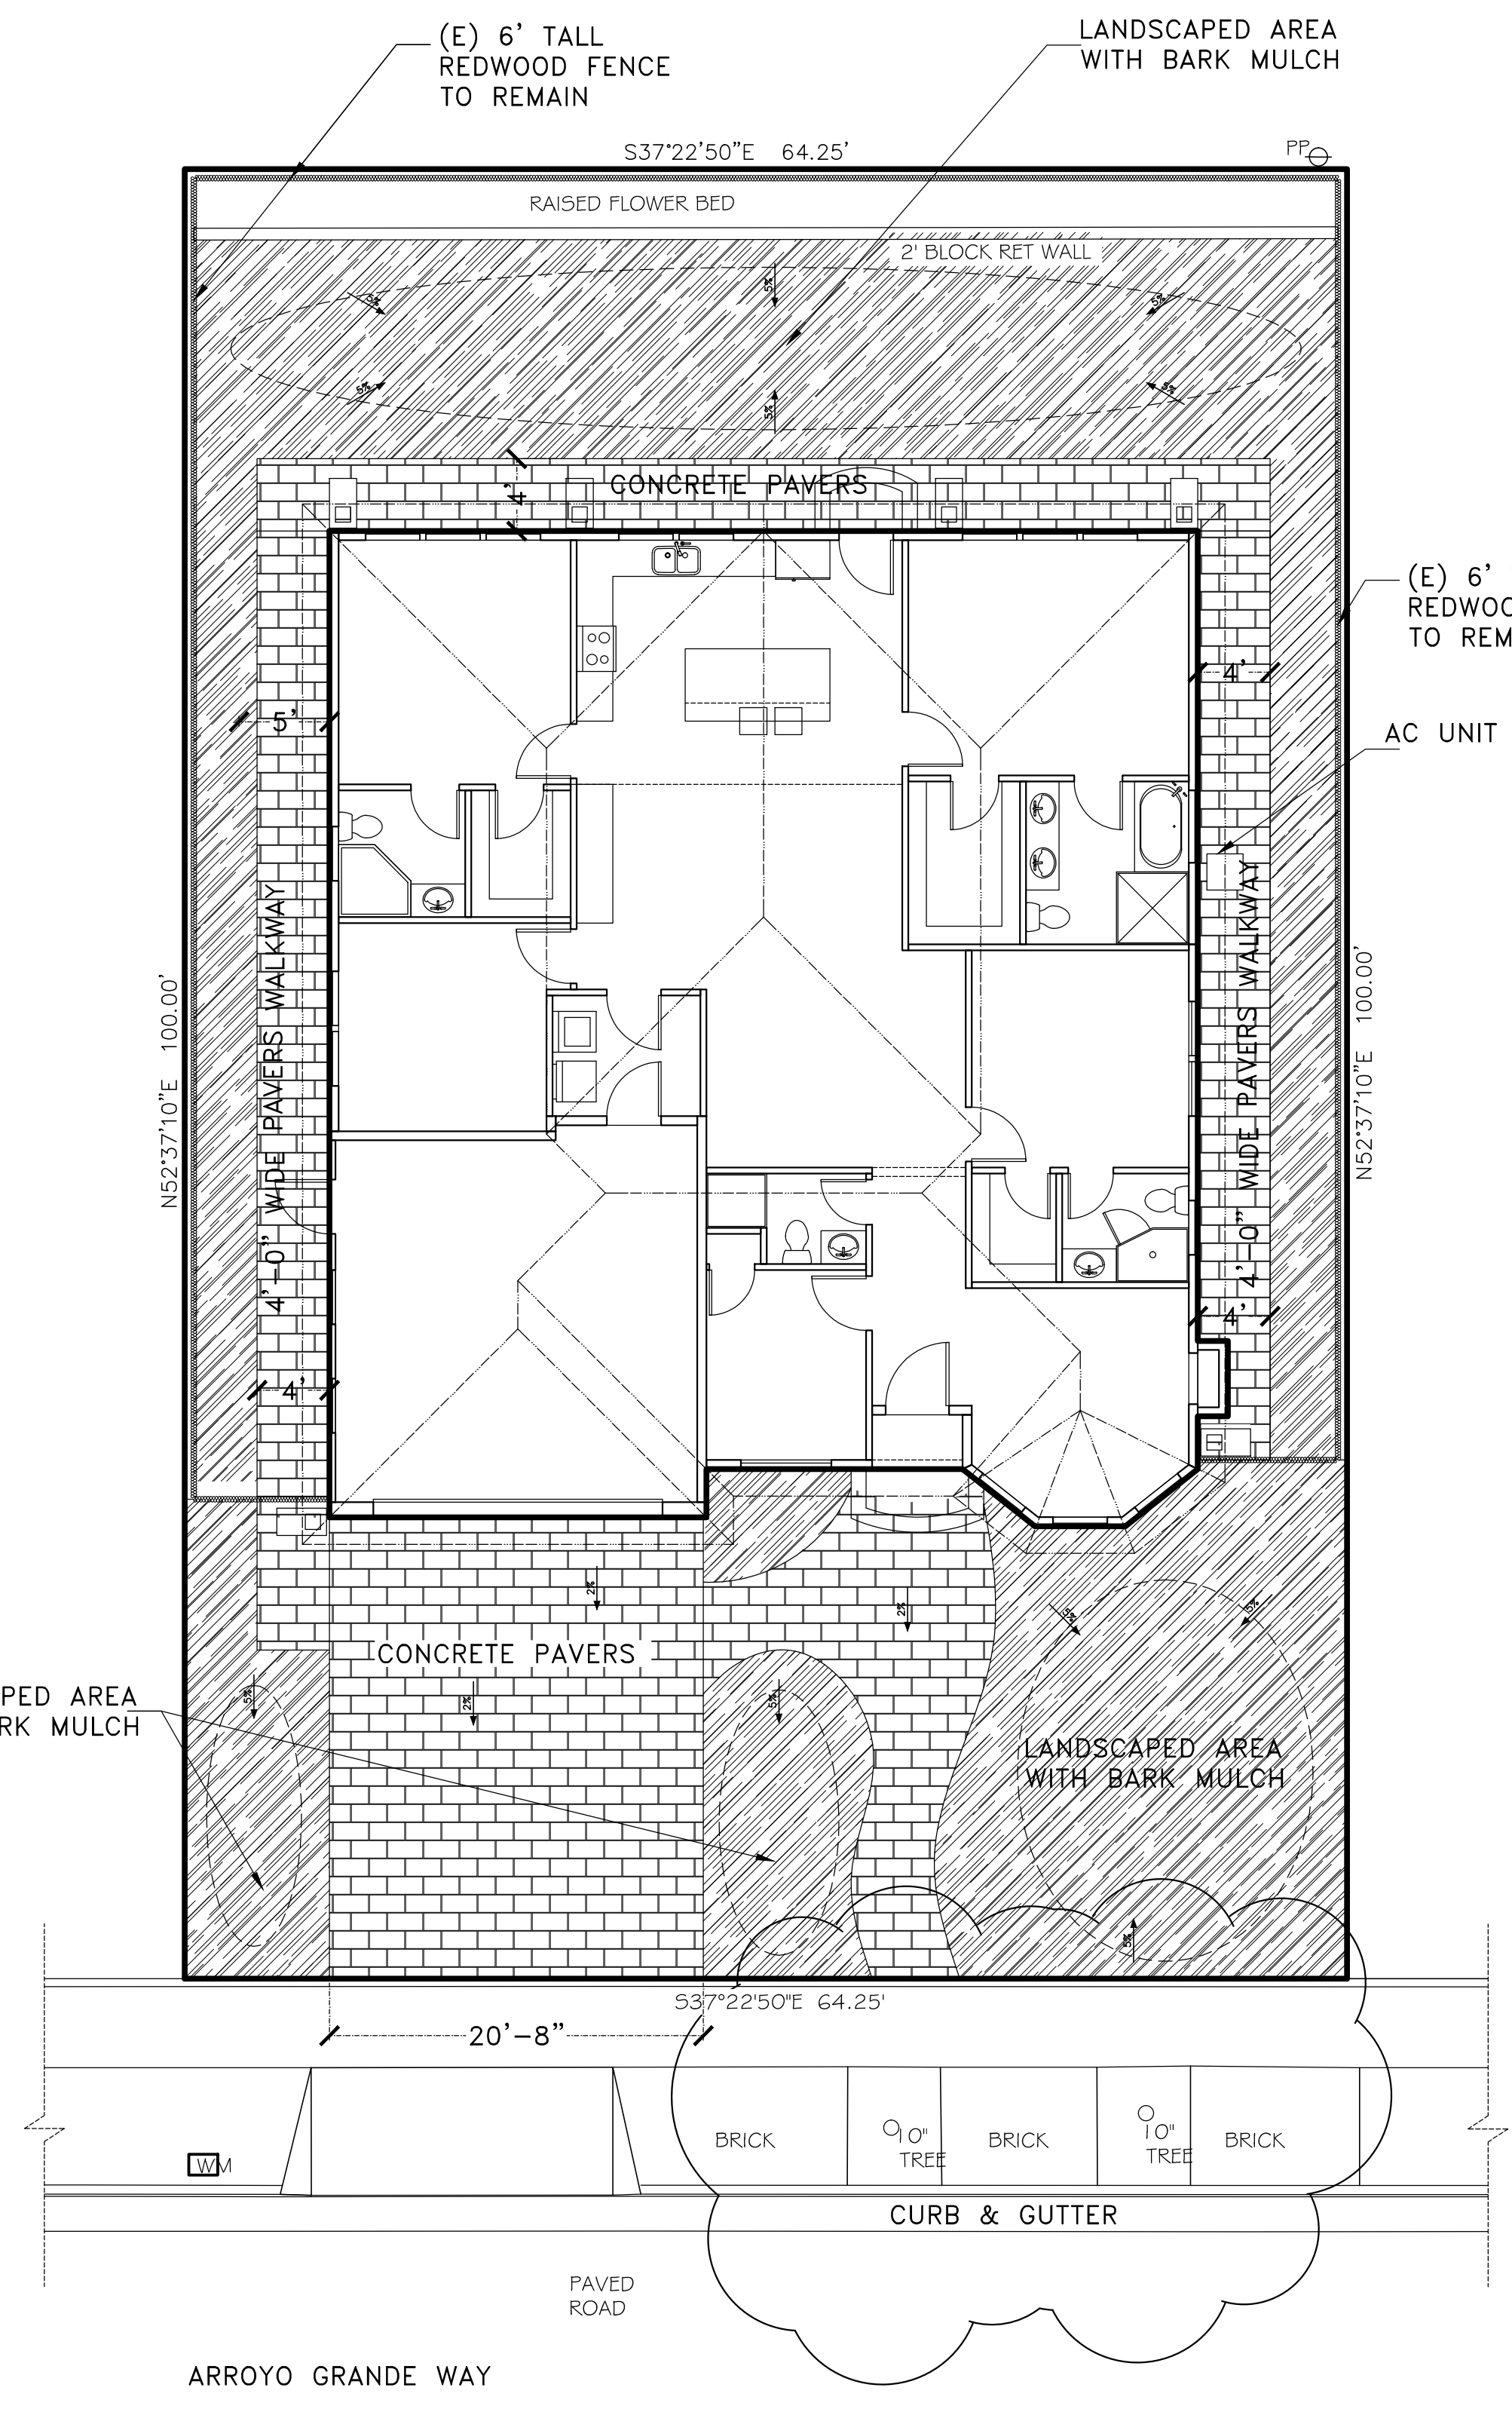 (E) 6' TALL
REDWOOD FENCE
TO REMAIN
LANDSCAPED AREA
WITH BARK MULCH
S37°22'50"E 64.25'
PP
RAISED FLOWER BED
2' BLOCK RET WALL
5%
5%
5%
5%
5%
5%
CONCRETE PAVERS
4'
(E) 6'
REDWOO
TO REM
4'
5'
AC UNIT
4'-0" WIDE PAVERS WALKWAY
4'-0" WIDE PAVERS WALKWAY
N52°37'10"E 100.00'
N52°37'10"E 100.00'
4'
4'
2%
2%
5%
5%
CONCRETE PAVERS
PED AREA
RK MULCH
5%
2%
5%
LANDSCAPED AREA
WITH BARK MULCH
5%
S37°22'50"E 64.25'
20'-8"
BRICK
10"
TREE
BRICK
10"
TREE
BRICK
WM
CURB & GUTTER
PAVED
ROAD
ARROYO GRANDE WAY